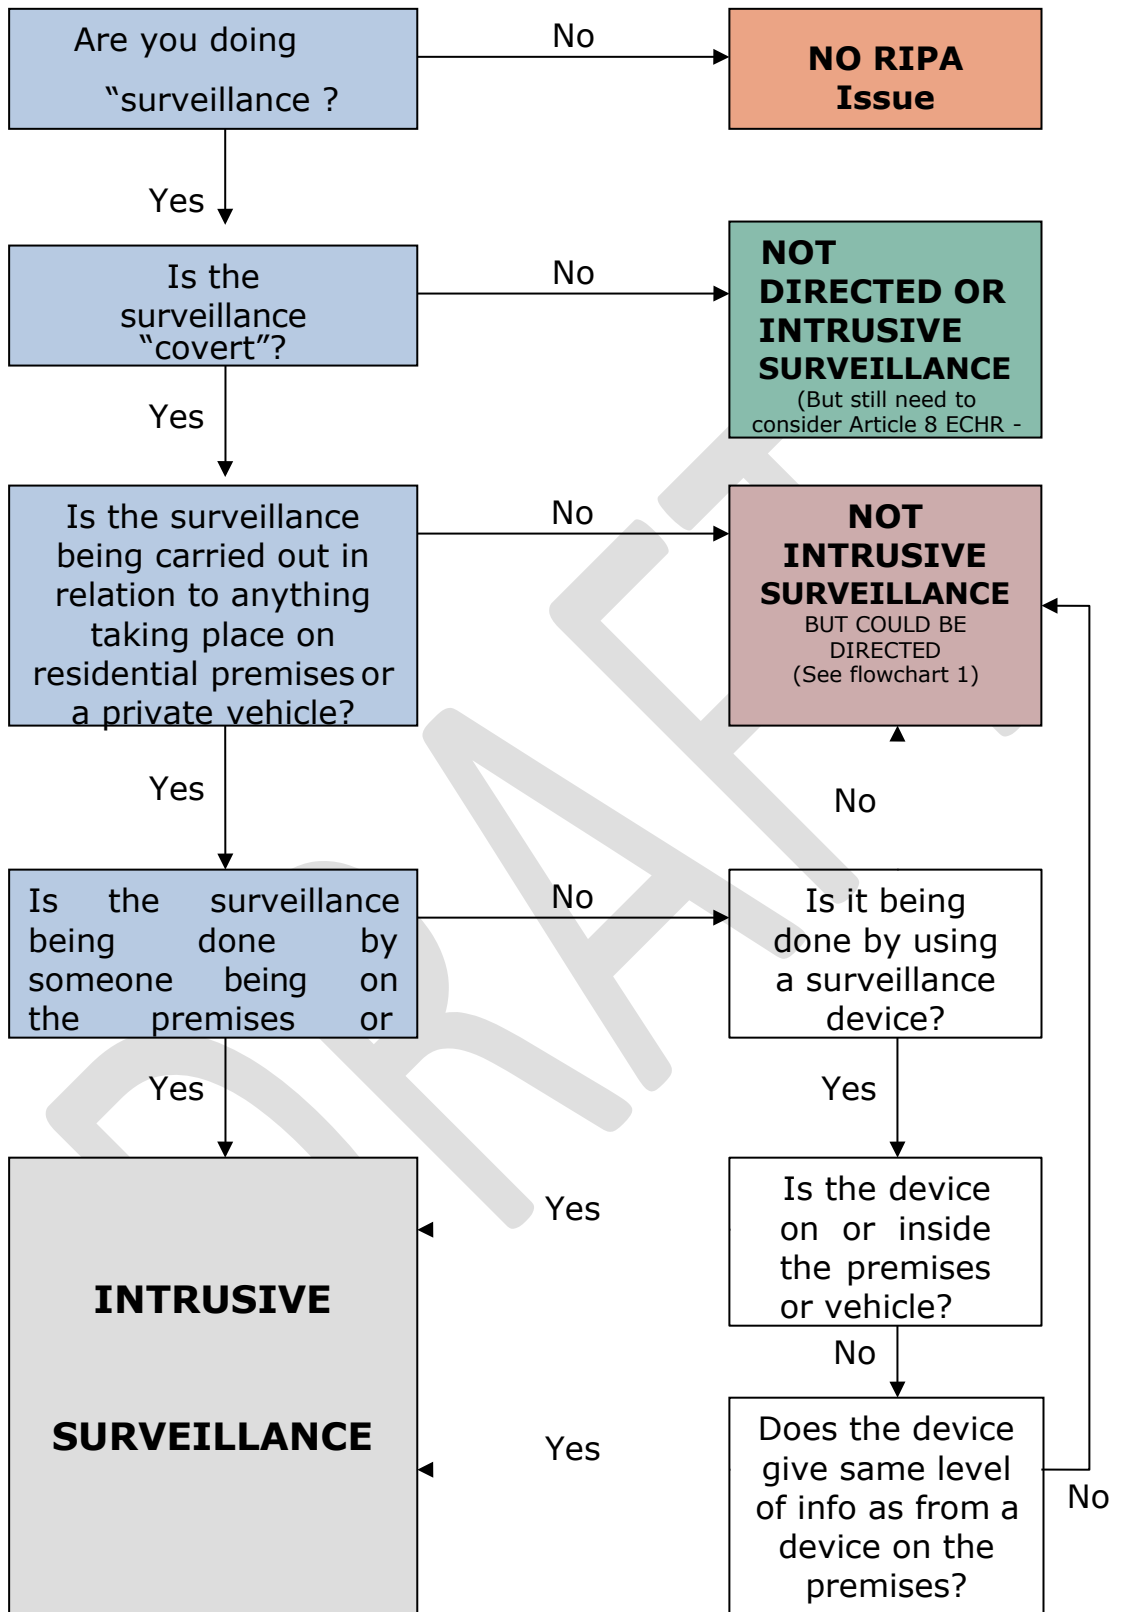 Are you doing
“surveillance ?
No
NO RIPA
Issue
Yes
Is the
surveillance
“covert”?
No
NOT
DIRECTED OR
INTRUSIVE
SURVEILLANCE
(But still need to
consider Article 8 ECHR -
Yes
Is the surveillance
being carried out in
relation to anything
taking place on
residential premises or
a private vehicle?
No
NOT
INTRUSIVE
SURVEILLANCE
BUT COULD BE
DIRECTED
(See flowchart 1)
Yes
No
Is the surveillance
being done by
someone being on
the premises or
No
Is it being
done by using
a surveillance
device?
Yes
Yes
INTRUSIVE
SURVEILLANCE
Yes
Is the device
on or inside
the premises
or vehicle?
No
Yes
Does the device
give same level
of info as from a
device on the
premises?
No
DRAFT